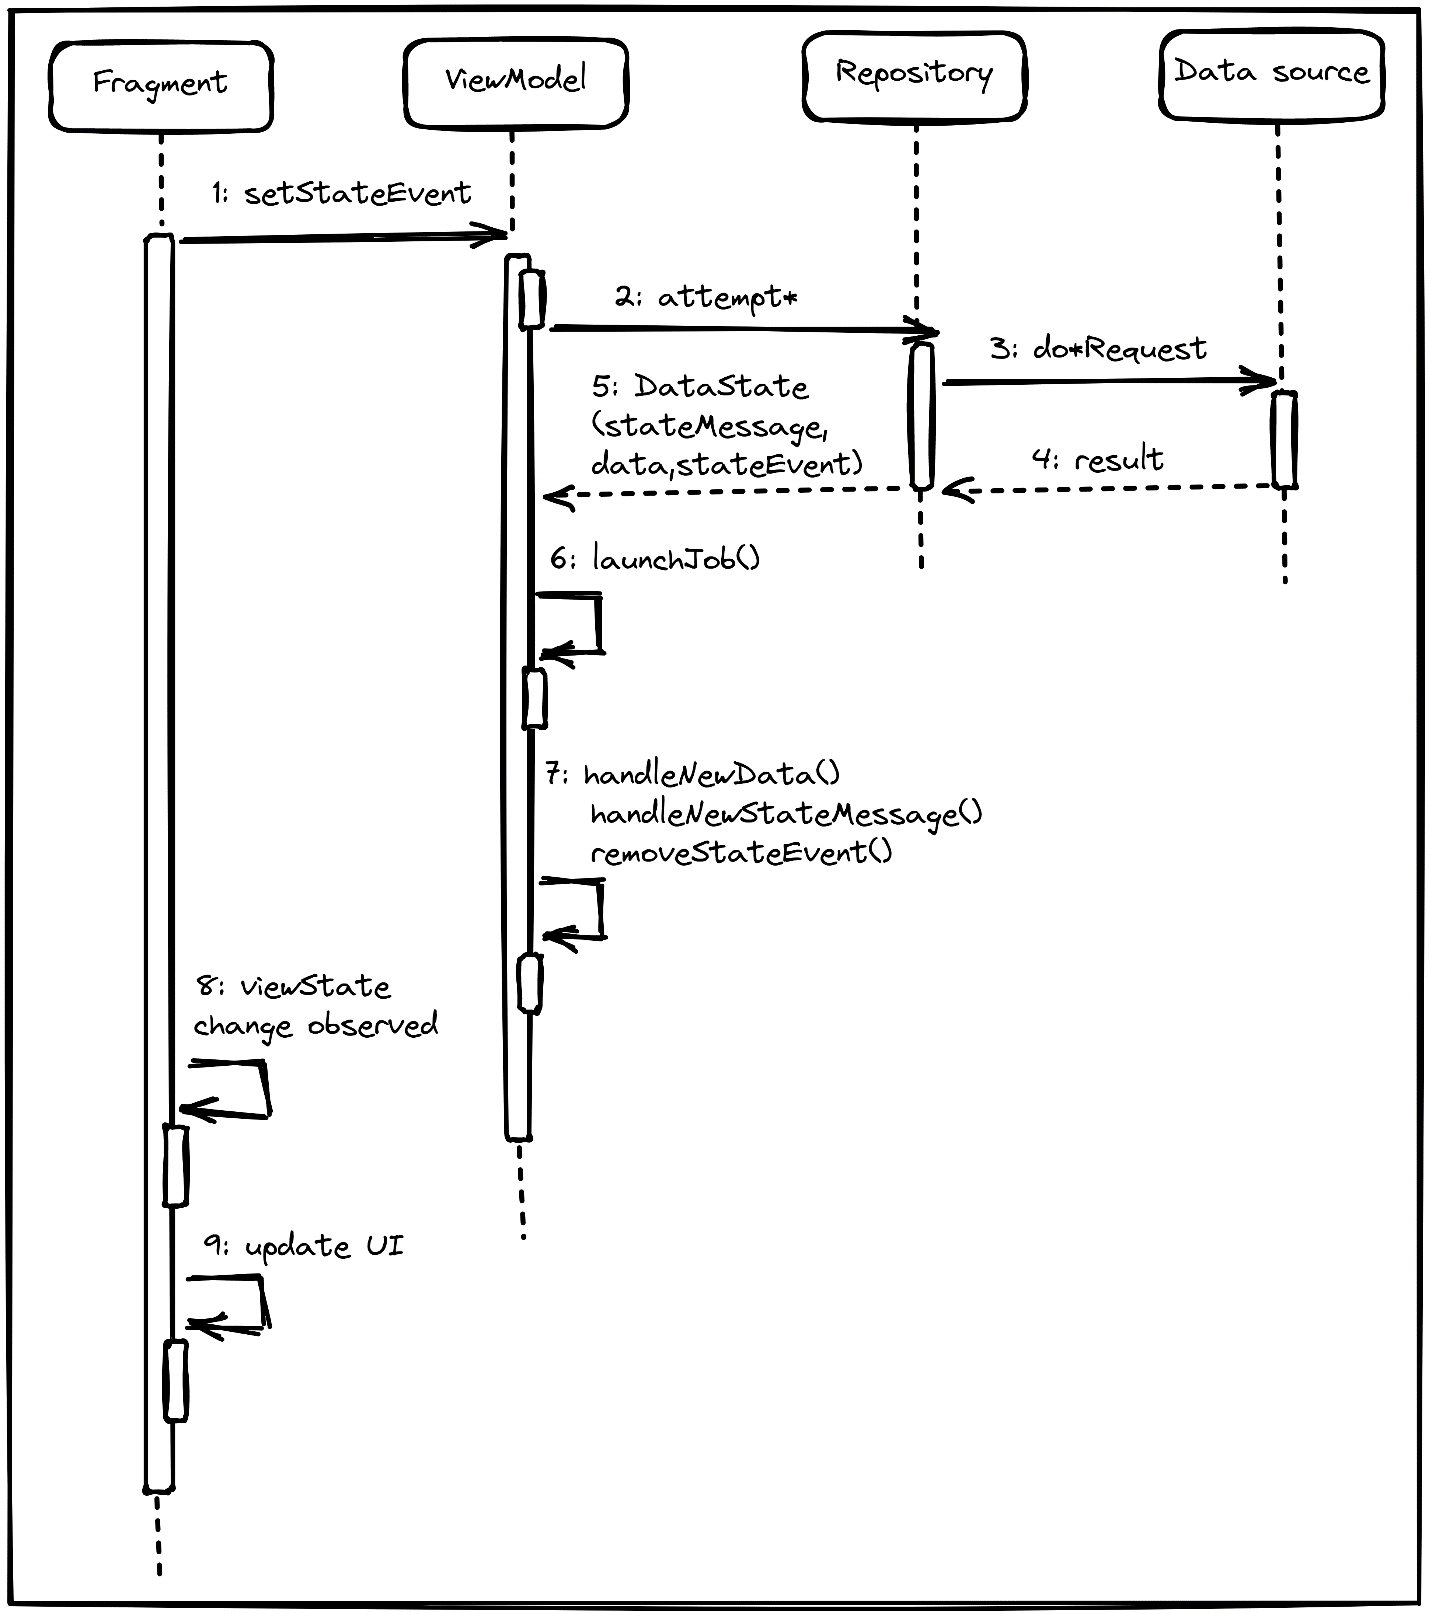 Fragment
ViewModel
Repository
Data source
1: setStateEvent
2: attempt*
3: do*Request
5: DataState
(stateMessage,
data,stateEvent)
4: result
6: launchJob()
7: handleNewData()
handleNewStateMessage()
removeStateEvent()
8: viewState
change observed
9: update UI